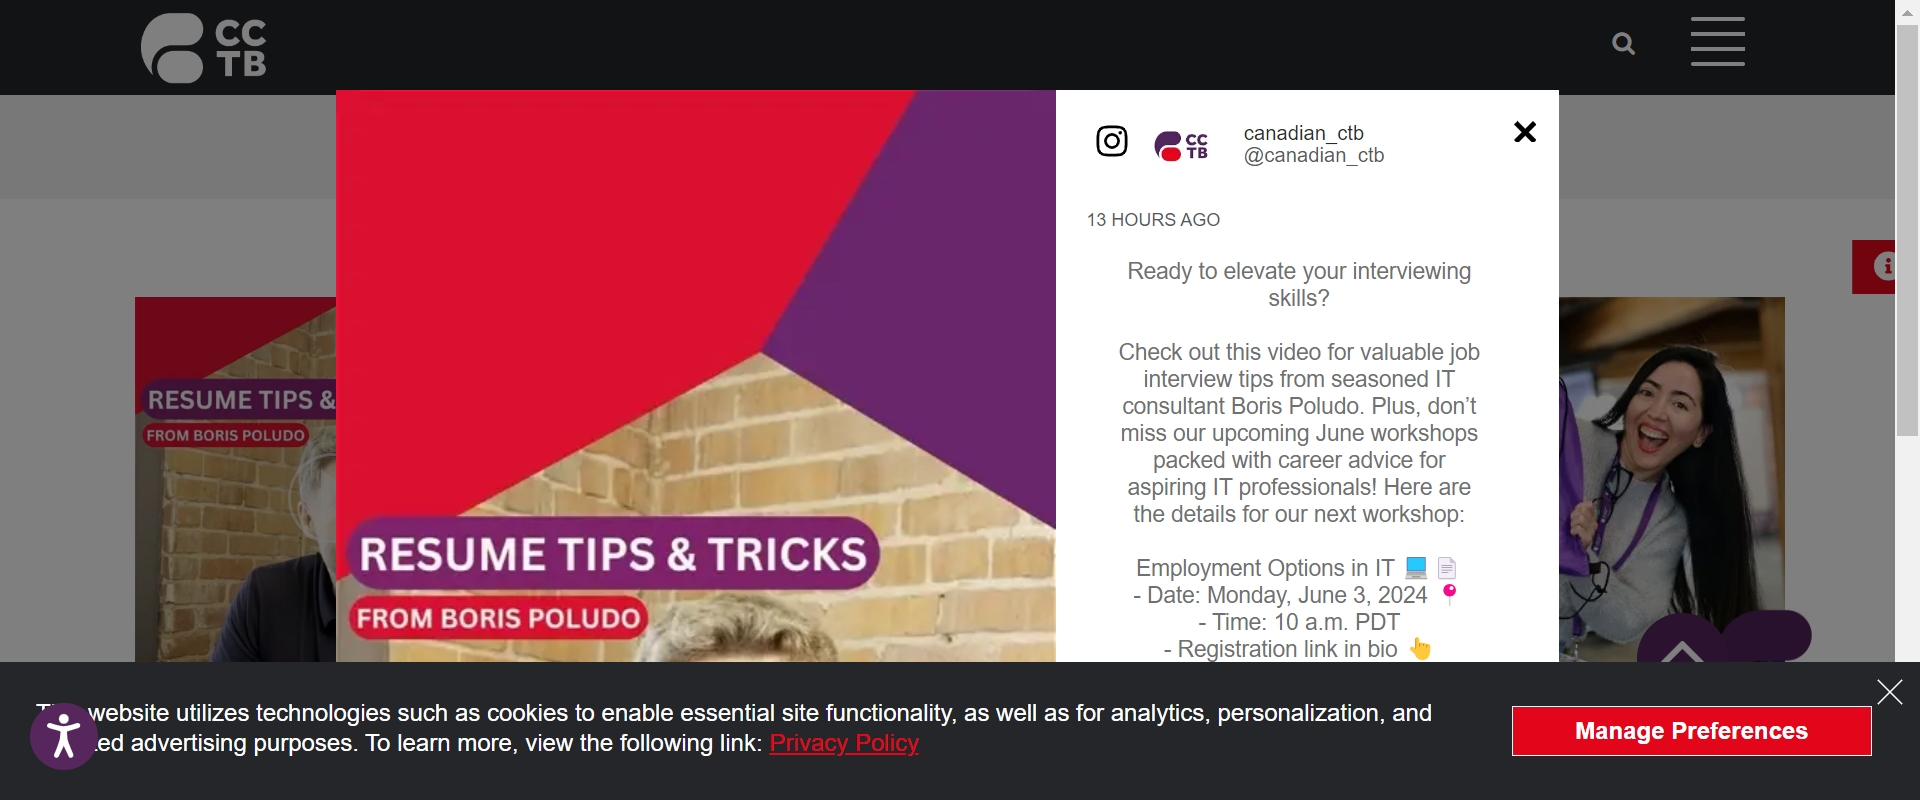 CC
TB
CC
TB
canadian_ctb
@canadian_ctb
13 HOURS AGO
Ready to elevate your interviewing
skills?
Check out this video for valuable job
interview tips from seasoned IT
consultant Boris Poludo. Plus, don’t
miss our upcoming June workshops
packed with career advice for
aspiring IT professionals! Here are
the details for our next workshop:
Employment Options in IT 💻 📄
- Date: Monday, June 3, 2024 📍
- Time: 10 a.m. PDT
- Registration link in bio 👆
RESUME TIPS &
FROM BORIS POLUDO
RESUME TIPS & TRICKS
FROM BORIS POLUDO
website utilizes technologies such as cookies to enable essential site functionality, as well as for analytics, personalization, and
advertising purposes. To learn more, view the following link: Privacy Policy
Manage Preferences